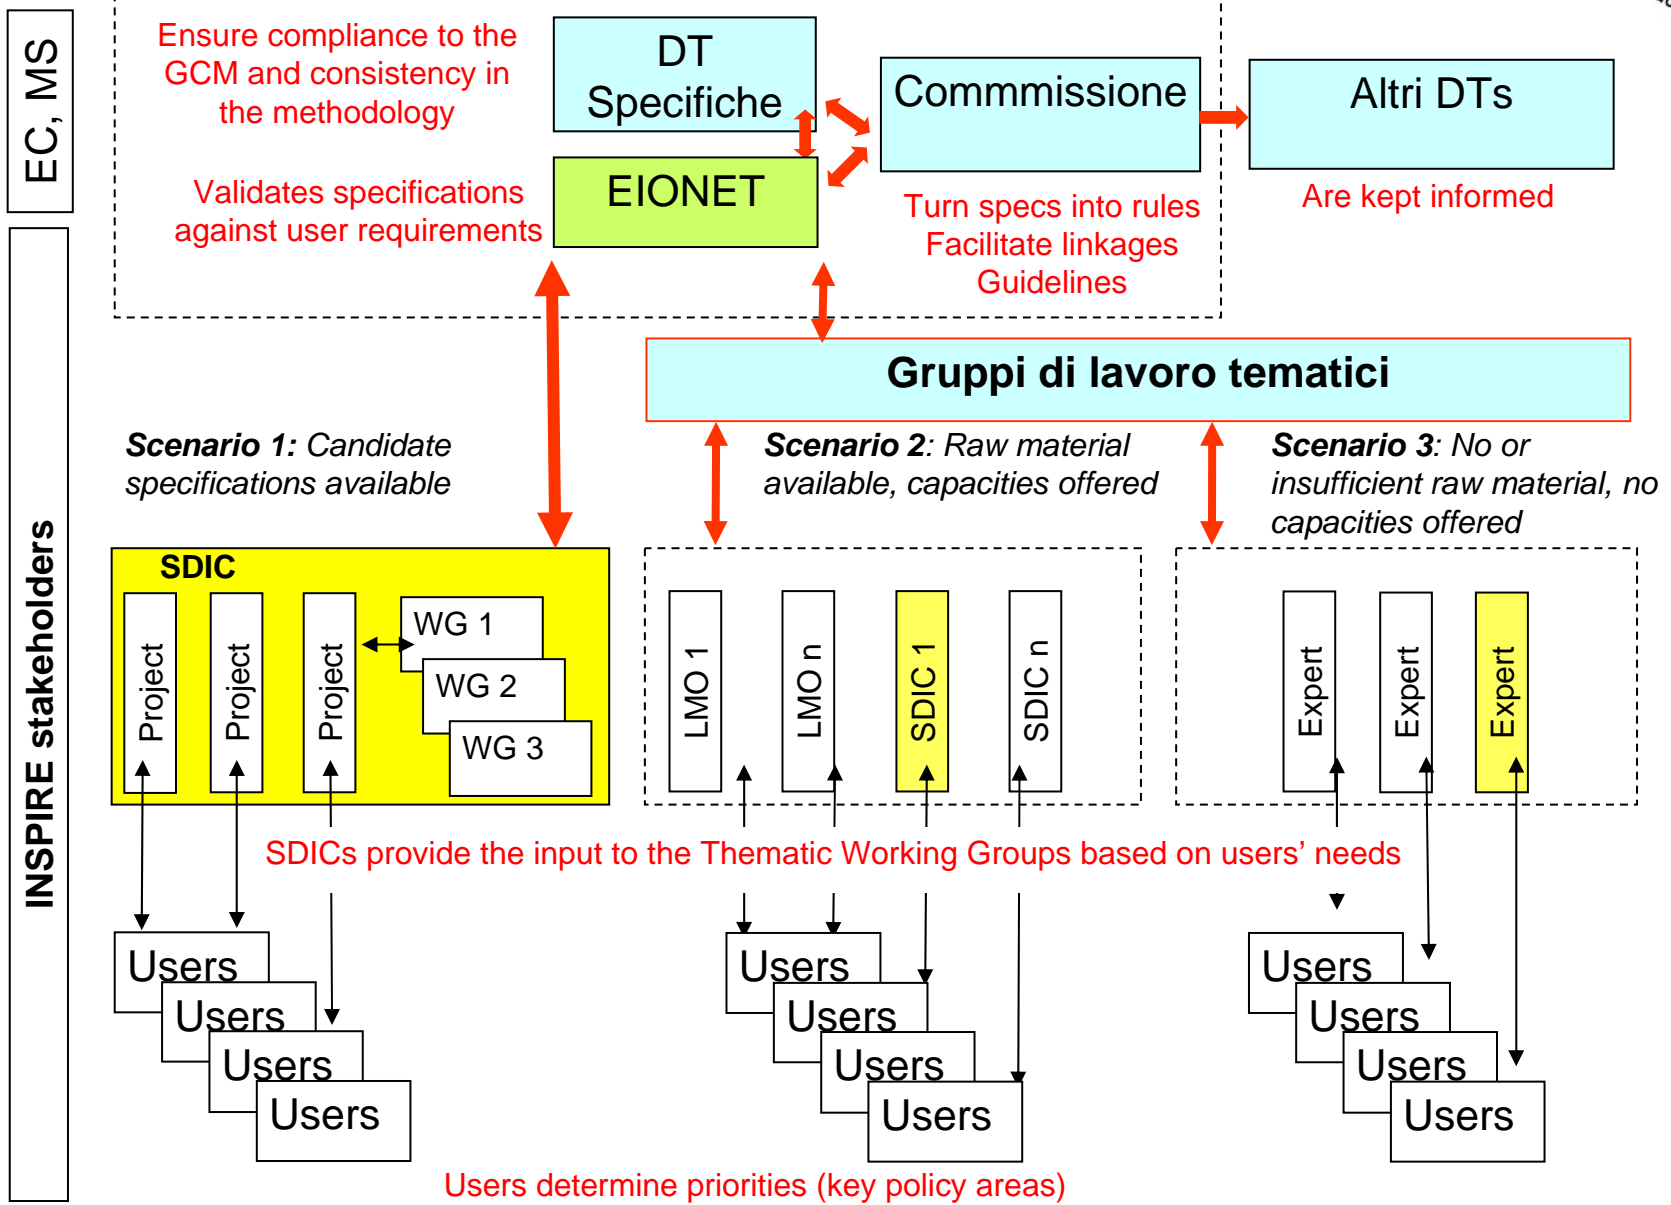 EC, MS
Ensure compliance to the
GCM and consistency in
the methodology
DT
Specifiche
Commmissione
Altri DTs
Validates specifications
against user requirements
EIONET
Turn specs into rules
Facilitate linkages
Guidelines
Are kept informed
INSPIRE stakeholders
Gruppi di lavoro tematici
Scenario 1: Candidate
specifications available
Scenario 2: Raw material
available, capacities offered
Scenario 3: No or
insufficient raw material, no
capacities offered
SDIC
Project
Project
Project
WG 1
WG 2
WG 3
LMO 1
LMO n
SDIC 1
SDIC n
Expert
Expert
Expert
SDICs provide the input to the Thematic Working Groups based on users’ needs
Users
Users
Users
Users
Users
Users
Users
Users
Users
Users
Users
Users
Users determine priorities (key policy areas)